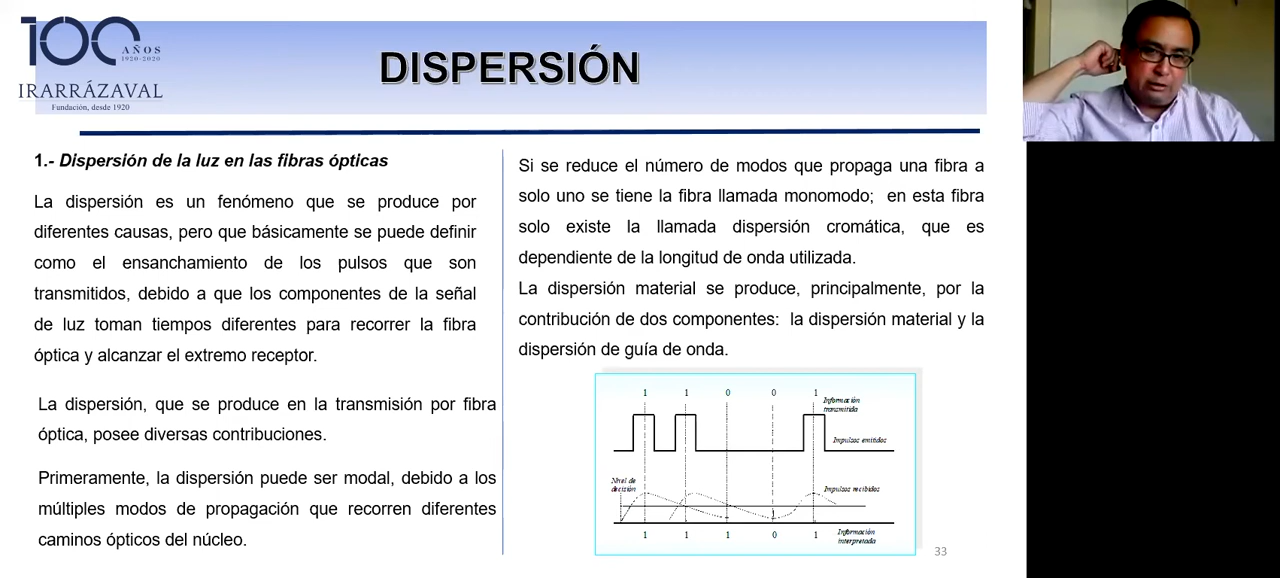 100 AÑOS
1920-2020
IRARRÁZAVAL
Fundación, desde 1920
DISPERSIÓN
1.- Dispersión de la luz en las fibras ópticas
La dispersión es un fenómeno que se produce por
diferentes causas, pero que básicamente se puede definir
como el ensanchamiento de los pulsos que son
transmitidos, debido a que los componentes de la señal
de luz toman tiempos diferentes para recorrer la fibra
óptica y alcanzar el extremo receptor.
La dispersión, que se produce en la transmisión por fibra
óptica, posee diversas contribuciones.
Primeramente, la dispersión puede ser modal, debido a los
múltiples modos de propagación que recorren diferentes
caminos ópticos del núcleo.
Si se reduce el número de modos que propaga una fibra a
solo uno se tiene la fibra llamada monomodo; en esta fibra
solo existe la llamada dispersión cromática, que es
dependiente de la longitud de onda utilizada.
La dispersión material se produce, principalmente, por la
contribución de dos componentes: la dispersión material y la
dispersión de guía de onda.
1 1 0 0 1
Información
transmitida
Impulsos emitidos
Nivel de
decisión
Impulsos recibidos
1 1 1 0 1
Información
interpretada
33